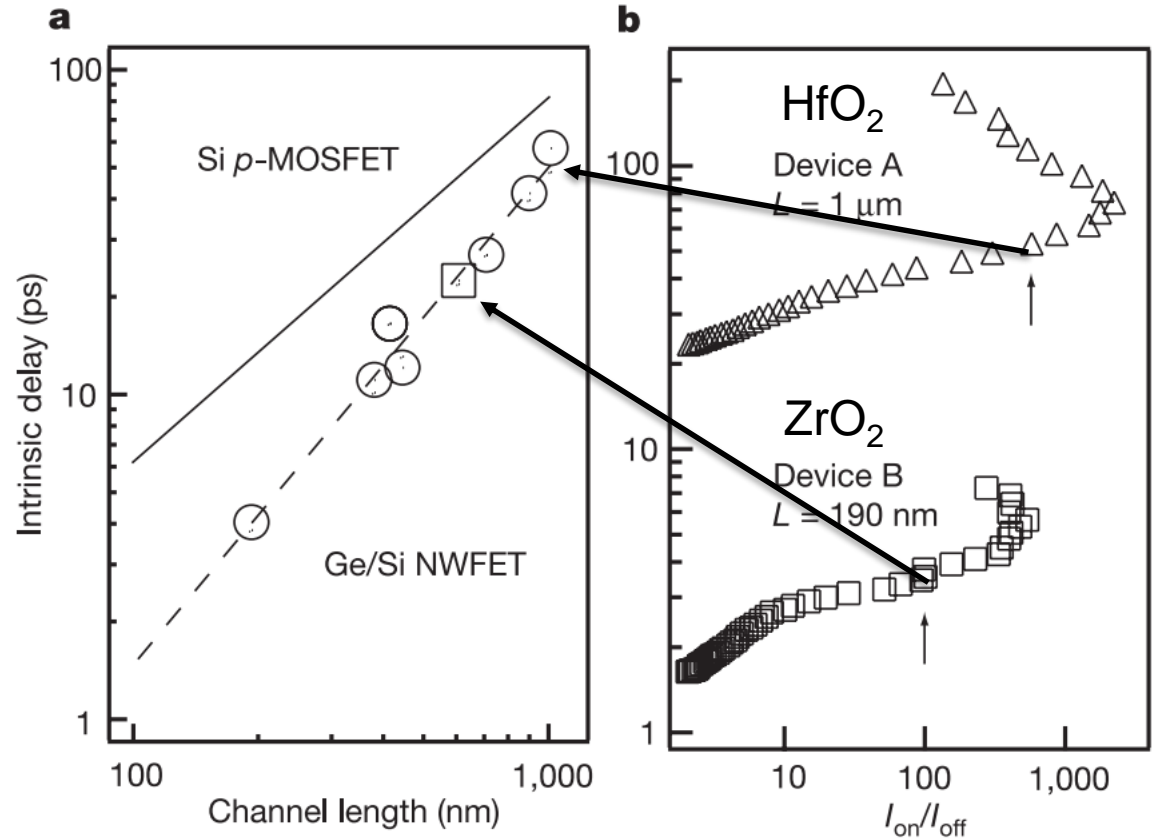 a
100
10
1
Intrinsic delay (ps)
Si p-MOSFET
Ge/Si NWFET
100
1,000
Channel length (nm)
b
100
10
1
HfO₂
Device A
L = 1 μm
ZrO₂
Device B
L = 190 nm
10
100
1,000
Ion/Ioff